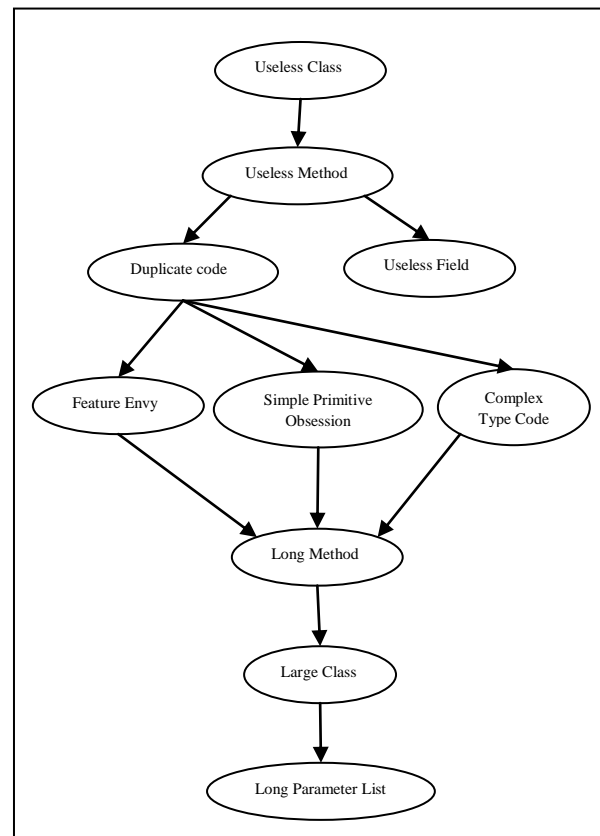 Useless Class
Useless Method
Duplicate code
Useless Field
Feature Envy
Simple Primitive
Obsession
Complex
Type Code
Long Method
Large Class
Long Parameter List